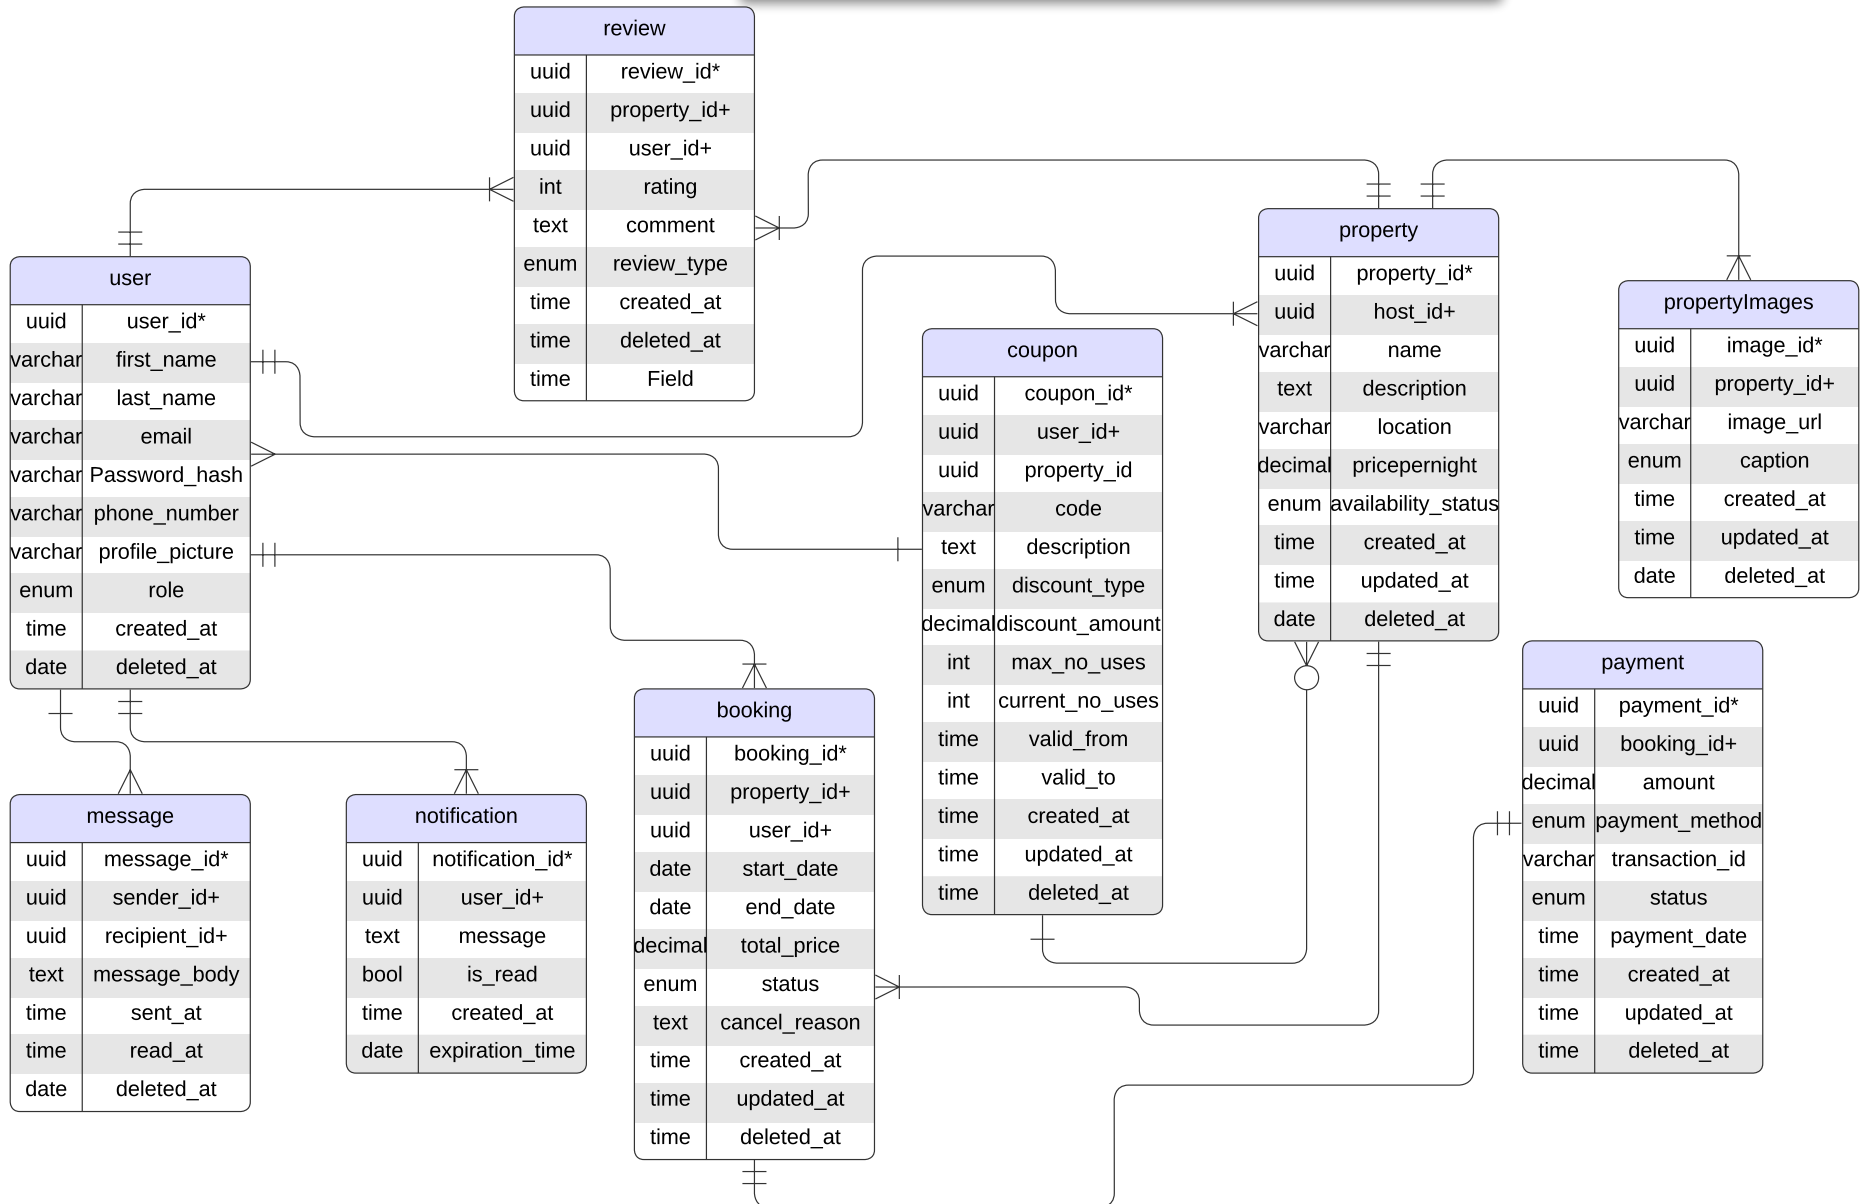 review
uuid review_id*
uuid property_id+
uuid user_id+
int rating
text comment
enum review_type
time created_at
time deleted_at
time Field
user
uuid user_id*
varchar first_name
varchar last_name
varchar email
varchar Password_hash
varchar phone_number
varchar profile_picture
enum role
time created_at
date deleted_at
property
uuid property_id*
uuid host_id+
varchar name
text description
varchar location
decimal pricepernight
enum availability_status
time created_at
time updated_at
date deleted_at
propertyImages
uuid image_id*
uuid property_id+
varchar image_url
enum caption
time created_at
time updated_at
date deleted_at
coupon
uuid coupon_id*
uuid user_id+
uuid property_id
varchar code
text description
enum discount_type
decimal discount_amount
int max_no_uses
int current_no_uses
time valid_from
time valid_to
time created_at
time updated_at
time deleted_at
payment
uuid payment_id*
uuid booking_id+
decimal amount
enum payment_method
varchar transaction_id
enum status
time payment_date
time created_at
time updated_at
time deleted_at
booking
uuid booking_id*
uuid property_id+
uuid user_id+
date start_date
date end_date
decimal total_price
enum status
text cancel_reason
time created_at
time updated_at
time deleted_at
message
uuid message_id*
uuid sender_id+
uuid recipient_id+
text message_body
time sent_at
time read_at
date deleted_at
notification
uuid notification_id*
uuid user_id+
text message
bool is_read
time created_at
date expiration_time